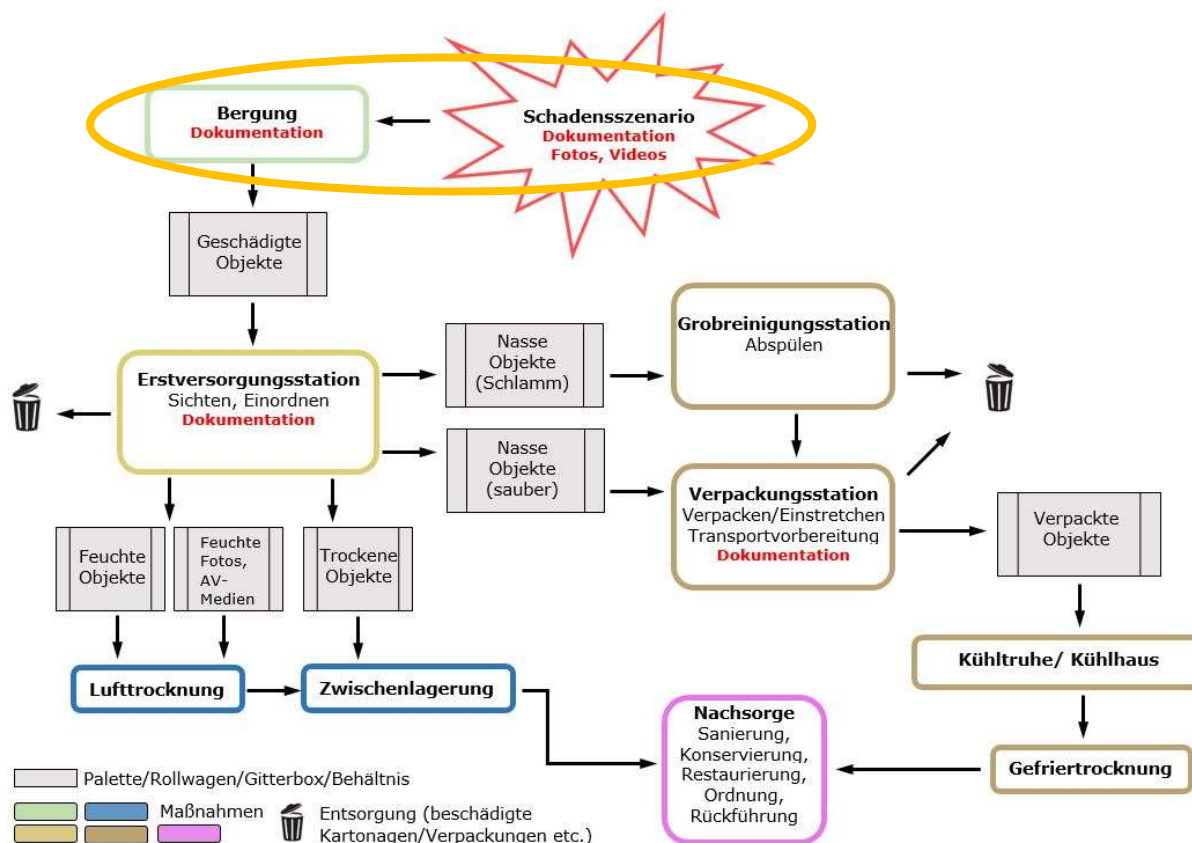 Bergung
Dokumentation
Schadensszenario
Dokumentation
Fotos, Videos
Geschädigte
Objekte
Erstversorgungsstation
Sichten, Einordnen
Dokumentation
Nasse
Objekte
(Schlamm)
Nasse
Objekte
(sauber)
Grobreinigungsstation
Abspülen
Verpackungsstation
Verpacken/Einstretchen
Transportvorbereitung
Dokumentation
Verpackte
Objekte
Feuchte
Objekte
Feuchte
Fotos,
AV-
Medien
Trockene
Objekte
Lufttrocknung
Zwischenlagerung
Kühltruhe/ Kühlhaus
Gefriertrocknung
Nachsorge
Sanierung,
Konservierung,
Restaurierung,
Ordnung,
Rückführung
Palette/Rollwagen/Gitterbox/Behältnis
Maßnahmen
Entsorgung (beschädigte
Kartonagen/Verpackungen etc.)